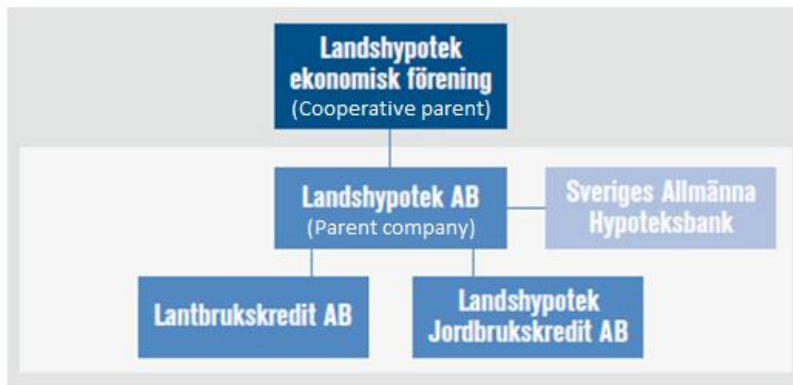 Landshypotek
ekonomisk förening
(Cooperative parent)
Landshypotek AB
(Parent company)
Sveriges Allmänna
Hypoteksbank
Lantbrukskredit AB
Landshypotek
Jordbrukskredit AB